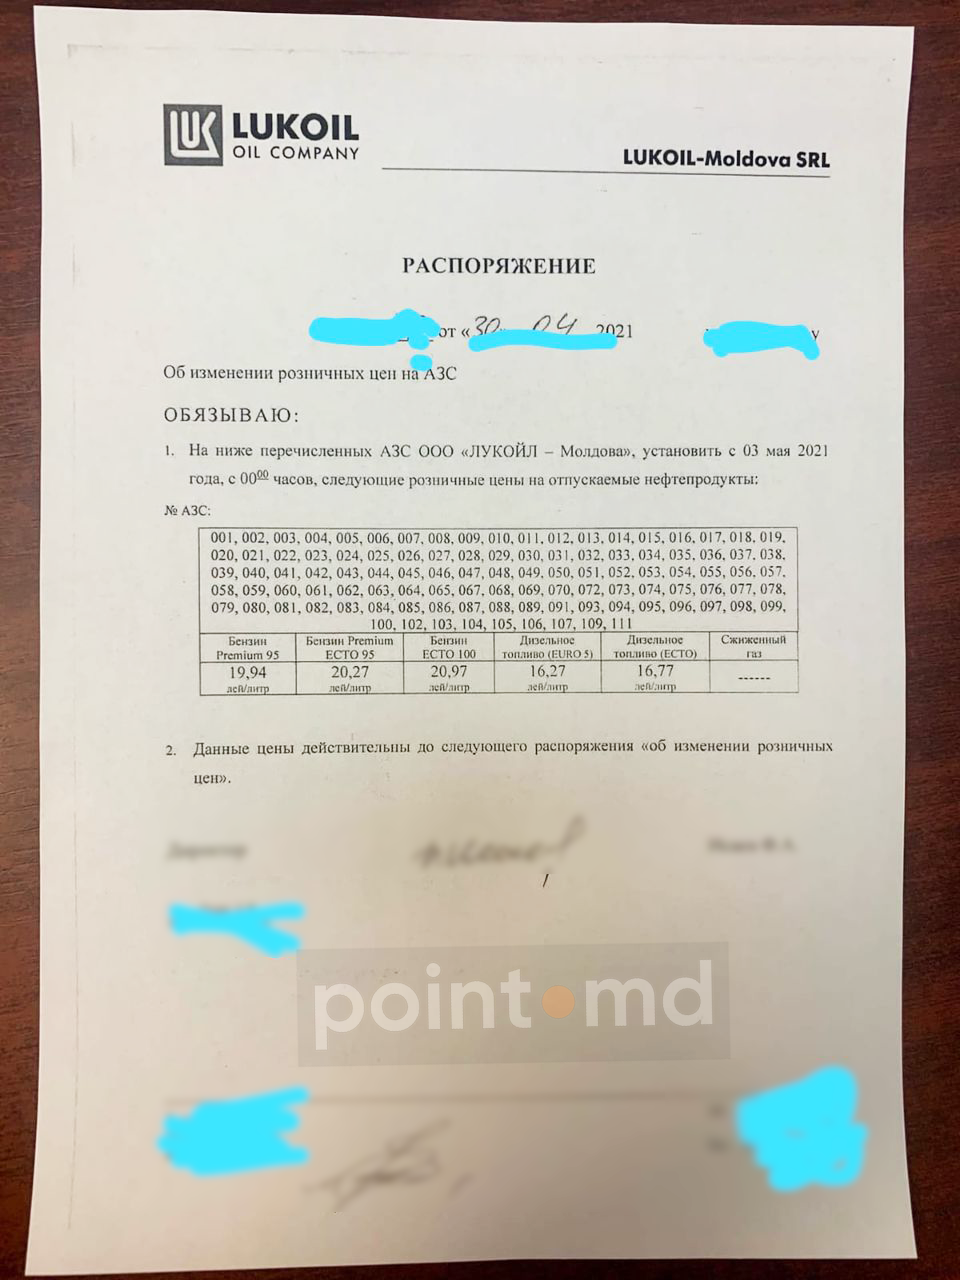 LUKOIL
OIL COMPANY
LUKOIL-Moldova SRL
РАСПОРЯЖЕНИЕ
от «30» 04 2021
Об изменении розничных цен на АЗС
ОБЯЗЫВАЮ:
1. На ниже перечисленных АЗС ООО «ЛУКОЙЛ – Молдова», установить с 03 мая 2021
года, с 00⁰⁰ часов, следующие розничные цены на отпускаемые нефтепродукты:
№ АЗС:
001, 002, 003, 004, 005, 006, 007, 008, 009, 010, 011, 012, 013, 014, 015, 016, 017, 018, 019,
020, 021, 022, 023, 024, 025, 026, 027, 028, 029, 030, 031, 032, 033, 034, 035, 036, 037, 038,
039, 040, 041, 042, 043, 044, 045, 046, 047, 048, 049, 050, 051, 052, 053, 054, 055, 056, 057,
058, 059, 060, 061, 062, 063, 064, 065, 067, 068, 069, 070, 072, 073, 074, 075, 076, 077, 078,
079, 080, 081, 082, 083, 084, 085, 086, 087, 088, 089, 091, 093, 094, 095, 096, 097, 098, 099,
100, 102, 103, 104, 105, 106, 107, 109, 111
Бензин Premium 95 Бензин Premium ЕСТО 95 Бензин ЕСТО 100 Дизельное топливо (EURO 5) Дизельное топливо (ЕСТО) Сжиженный газ
19,94 20,27 20,97 16,27 16,77 ------
лей/литр лей/литр лей/литр лей/литр лей/литр
2. Данные цены действительны до следующего распоряжения «об изменении розничных
цен».
point.md